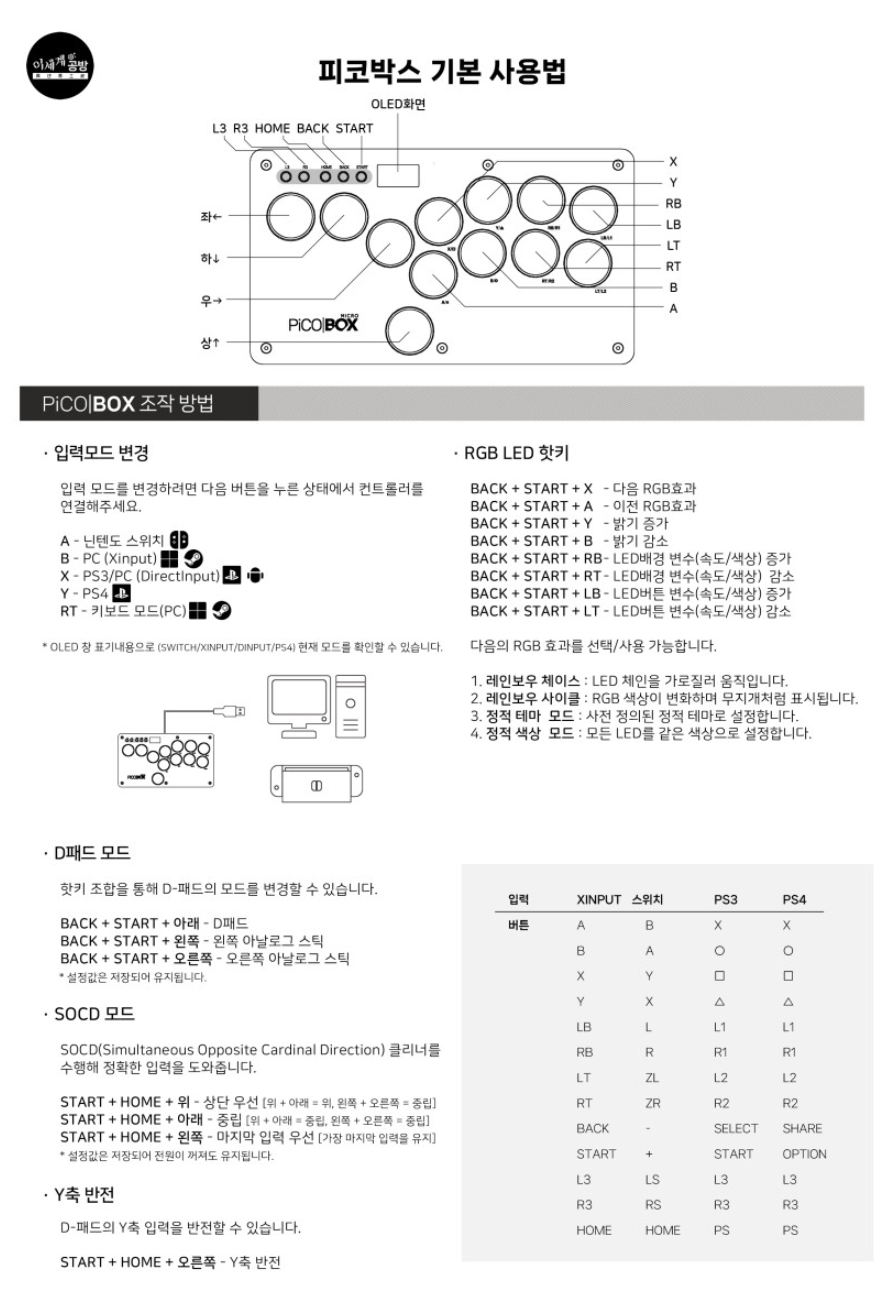 이세계 공방
피코박스 기본 사용법
OLED화면
L3 R3 HOME BACK START
L3 R3 HOME BACK START
X
Y
RB
LB
LT
RT
B
A
좌←
하↓
우→
상↑
Y/△
RB/R1
LB/L1
X/□
B/O
RT/R2
LT/L2
A/X
MICRO
PiCO|BOX
PiCO|BOX 조작 방법
· 입력모드 변경
입력 모드를 변경하려면 다음 버튼을 누른 상태에서 컨트롤러를
연결해주세요.
A - 닌텐도 스위치
B - PC (Xinput)
X - PS3/PC (DirectInput)
Y - PS4
RT - 키보드 모드(PC)
* OLED 창 표기내용으로 (SWITCH/XINPUT/DINPUT/PS4) 현재 모드를 확인할 수 있습니다.
PiCOBOX
· RGB LED 핫키
BACK + START + X - 다음 RGB효과
BACK + START + A - 이전 RGB효과
BACK + START + Y - 밝기 증가
BACK + START + B - 밝기 감소
BACK + START + RB- LED배경 변수(속도/색상) 증가
BACK + START + RT- LED배경 변수(속도/색상) 감소
BACK + START + LB - LED버튼 변수(속도/색상) 증가
BACK + START + LT - LED버튼 변수(속도/색상) 감소
다음의 RGB 효과를 선택/사용 가능합니다.
1. 레인보우 체이스 : LED 체인을 가로질러 움직입니다.
2. 레인보우 사이클 : RGB 색상이 변화하며 무지개처럼 표시됩니다.
3. 정적 테마 모드 : 사전 정의된 정적 테마로 설정합니다.
4. 정적 색상 모드 : 모든 LED를 같은 색상으로 설정합니다.
· D패드 모드
핫키 조합을 통해 D-패드의 모드를 변경할 수 있습니다.
BACK + START + 아래 - D패드
BACK + START + 왼쪽 - 왼쪽 아날로그 스틱
BACK + START + 오른쪽 - 오른쪽 아날로그 스틱
* 설정값은 저장되어 유지됩니다.
· SOCD 모드
SOCD(Simultaneous Opposite Cardinal Direction) 클리너를
수행해 정확한 입력을 도와줍니다.
START + HOME + 위 - 상단 우선 [위 + 아래 = 위, 왼쪽 + 오른쪽 = 중립]
START + HOME + 아래 - 중립 [위 + 아래 = 중립, 왼쪽 + 오른쪽 = 중립]
START + HOME + 왼쪽 - 마지막 입력 우선 [가장 마지막 입력을 유지]
* 설정값은 저장되어 전원이 꺼져도 유지됩니다.
· Y축 반전
D-패드의 Y축 입력을 반전할 수 있습니다.
START + HOME + 오른쪽 - Y축 반전
입력 XINPUT 스위치 PS3 PS4
버튼 A B X X
B A ○ ○
X Y □ □
Y X △ △
LB L L1 L1
RB R R1 R1
LT ZL L2 L2
RT ZR R2 R2
BACK - SELECT SHARE
START + START OPTION
L3 LS L3 L3
R3 RS R3 R3
HOME HOME PS PS